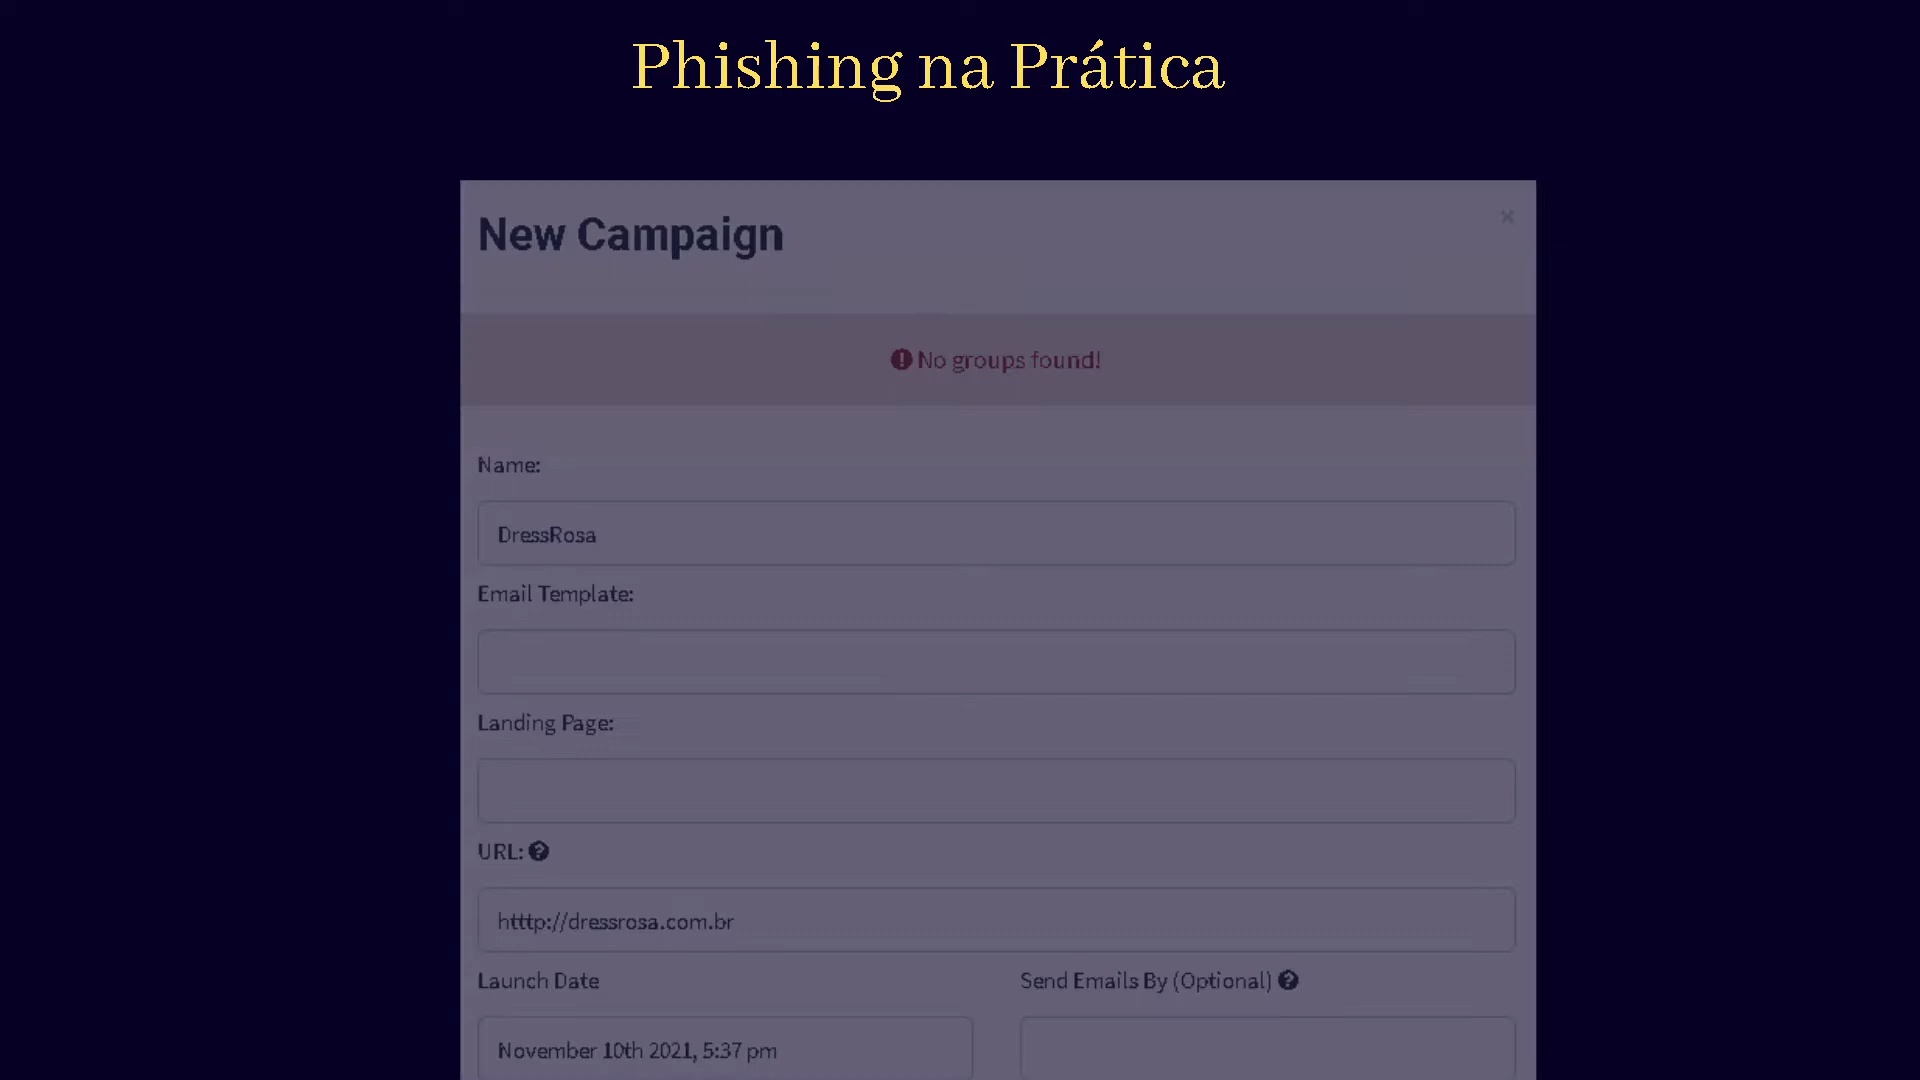 Phishing na Prática
New Campaign
×
No groups found!
Name:
DressRosa
Email Template:
Landing Page:
URL:
htttp://dressrosa.com.br
Launch Date
Send Emails By (Optional)
November 10th 2021, 5:37 pm